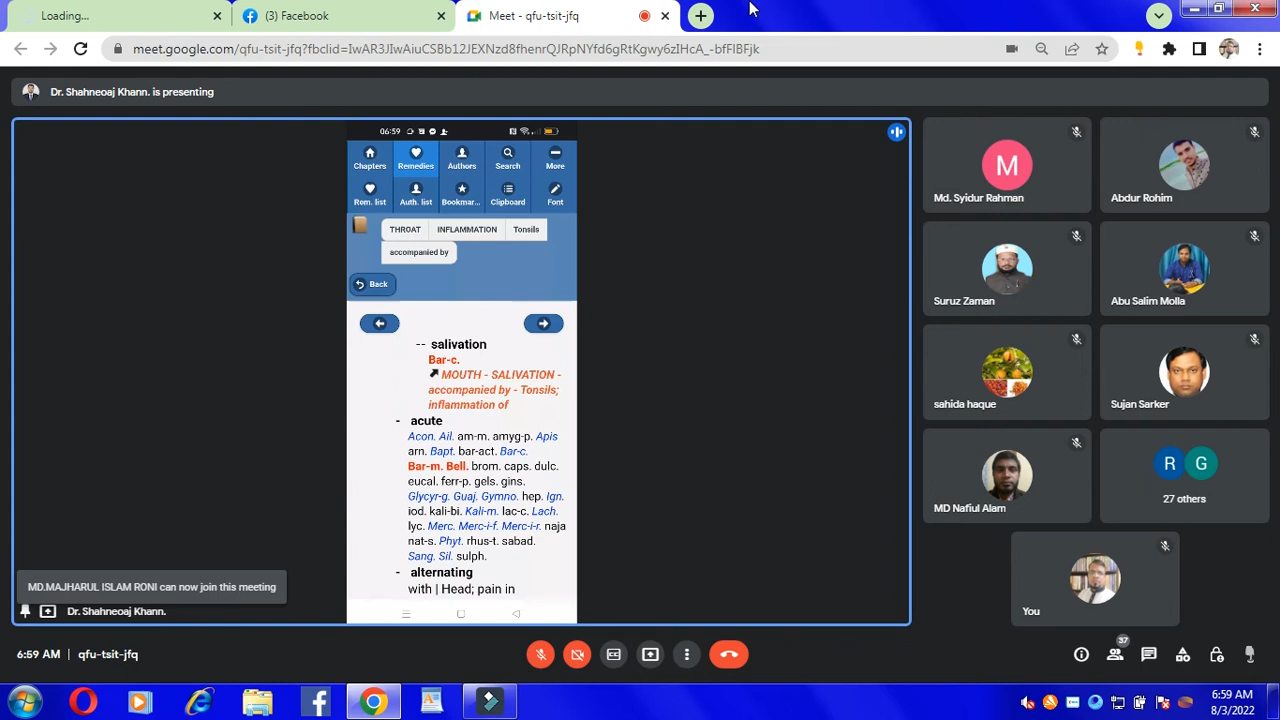 Loading...
(3) Facebook
Meet - qfu-tsit-jfq
meet.google.com/qfu-tsit-jfq?fbclid=IwAR3JIwAiuCSBb12JEXNzd8fhenrQJRpNYfd6gRtKgwy6zIHcA_-bfFlBFjk
Dr. Shahneoaj Khann. is presenting
06:59
Chapters
Remedies
Authors
Search
More
Rem. list
Auth. list
Bookmar...
Clipboard
Font
THROAT
INFLAMMATION
Tonsils
accompanied by
Back
-- salivation
Bar-c.
MOUTH - SALIVATION -
accompanied by - Tonsils;
inflammation of
- acute
Acon. Ail. am-m. amyg-p. Apis
arn. Bapt. bar-act. Bar-c.
Bar-m. Bell. brom. caps. dulc.
eucal. ferr-p. gels. gins.
Glycyr-g. Guaj. Gymno. hep. Ign.
iod. kali-bi. Kali-m. lac-c. Lach.
lyc. Merc. Merc-i-f. Merc-i-r. naja
nat-s. Phyt. rhus-t. sabad.
Sang. Sil. sulph.
- alternating
with | Head; pain in
MD.MAJHARUL ISLAM RONI can now join this meeting
Dr. Shahneoaj Khann.
M
Md. Syidur Rahman
Abdur Rohim
Suruz Zaman
Abu Salim Molla
sahida haque
Sujan Sarker
MD Nafiul Alam
R
G
27 others
You
6:59 AM | qfu-tsit-jfq
37
6:59 AM
8/3/2022